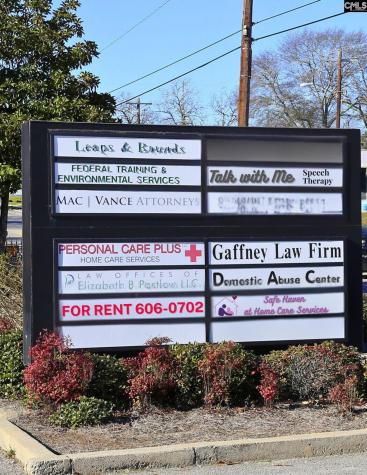 CMLS
Leaps & Bounds
FEDERAL TRAINING &
ENVIRONMENTAL SERVICES
MAC | VANCE ATTORNEYS
Talk with Me Speech
Therapy
PERSONAL CARE PLUS
HOME CARE SERVICES
LAW OFFICES OF
Elizabeth B. LLC.
FOR RENT 606-0702
Gaffney Law Firm
Domestic Abuse Center
Safe Haven
at Home Care Services